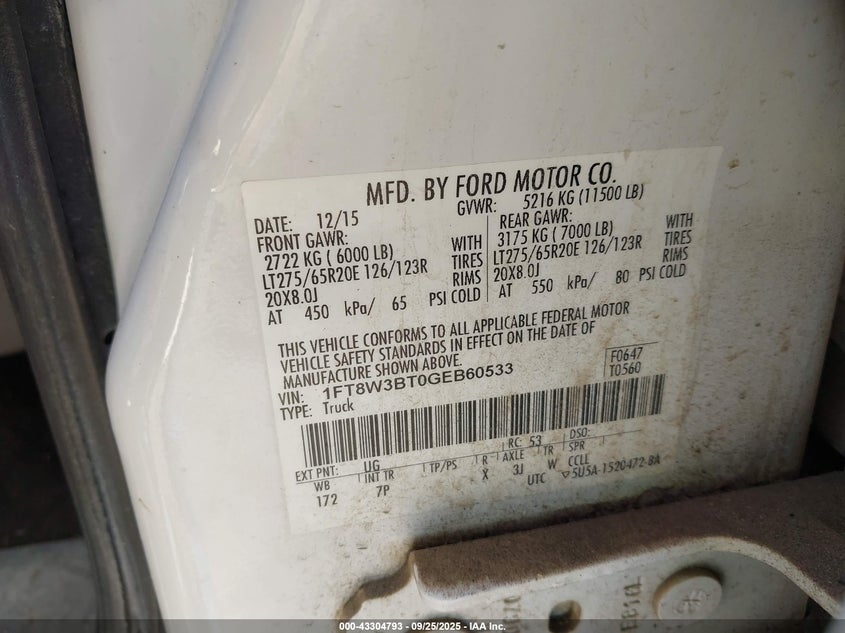 MFD. BY FORD MOTOR CO.
DATE: 12/15 GVWR: 5216 KG (11500 LB)
FRONT GAWR: REAR GAWR:
2722 KG ( 6000 LB) WITH 3175 KG ( 7000 LB) WITH
LT275/65R20E 126/123R TIRES LT275/65R20E 126/123R TIRES
20X8.0J RIMS 20X8.0J RIMS
AT 450 kPa/ 65 PSI COLD AT 550 kPa/ 80 PSI COLD
THIS VEHICLE CONFORMS TO ALL APPLICABLE FEDERAL MOTOR
VEHICLE SAFETY STANDARDS IN EFFECT ON THE DATE OF
MANUFACTURE SHOWN ABOVE.
VIN: 1FT8W3BT0GEB60533 F0647
TYPE: Truck T0560
RC: 53 DSO:
EXT PNT: UG
WB INT TR TP/PS R AXLE TR SPR
172 7P X 3J W CCLL
UTC ▽5U5A-1520472-BA
000-43304793 - 09/25/2025 - IAA Inc.